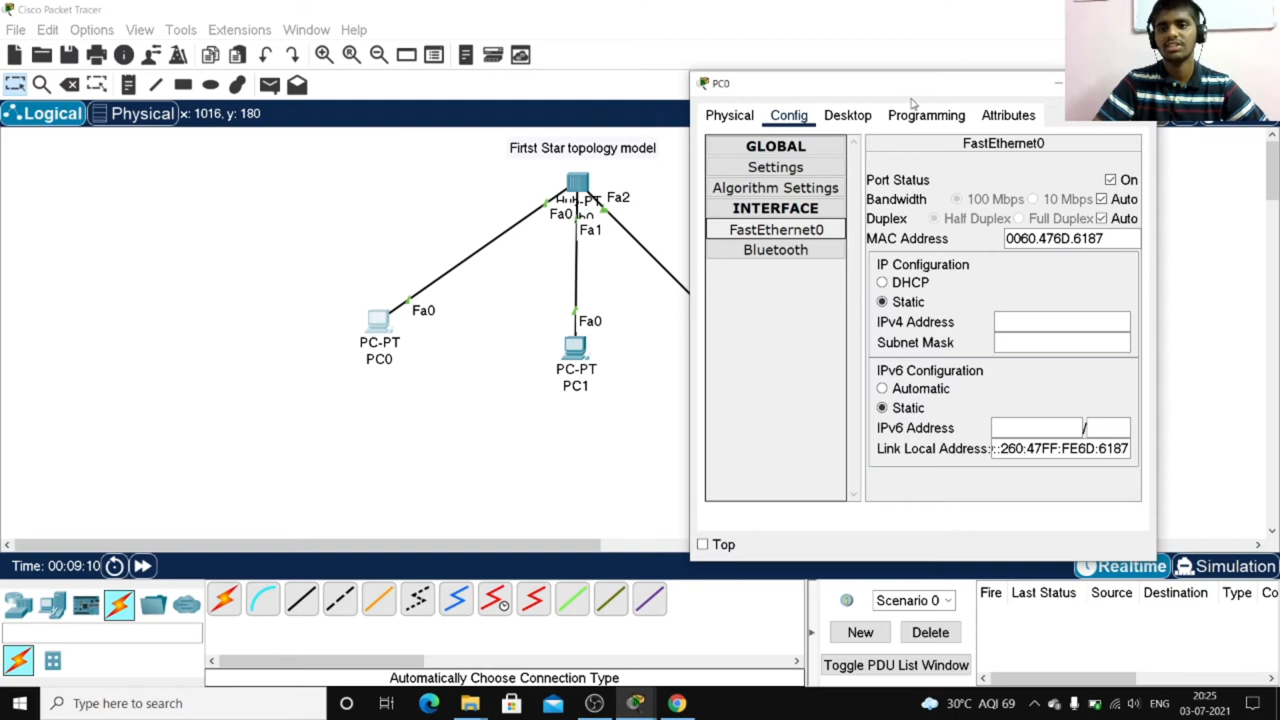 Cisco Packet Tracer
File Edit Options View Tools Extensions Window Help
Logical Physical x: 1016, y: 180
Firtst Star topology model
Fa2
Fa0
Fa1
Fa0
PC-PT
PC0
Fa0
PC-PT
PC1
PC0
Physical Config Desktop Programming Attributes
GLOBAL
Settings
Algorithm Settings
INTERFACE
FastEthernet0
Bluetooth
FastEthernet0
Port Status On
Bandwidth 100 Mbps 10 Mbps Auto
Duplex Half Duplex Full Duplex Auto
MAC Address 0060.476D.6187
IP Configuration
DHCP
Static
IPv4 Address
Subnet Mask
IPv6 Configuration
Automatic
Static
IPv6 Address /
Link Local Address: ::260:47FF:FE6D:6187
Top
Time: 00:09:10 Realtime Simulation
Scenario 0
New Delete
Toggle PDU List Window
Fire Last Status Source Destination Type Co
Automatically Choose Connection Type
Type here to search
30°C AQI 69 ENG
20:25
03-07-2021